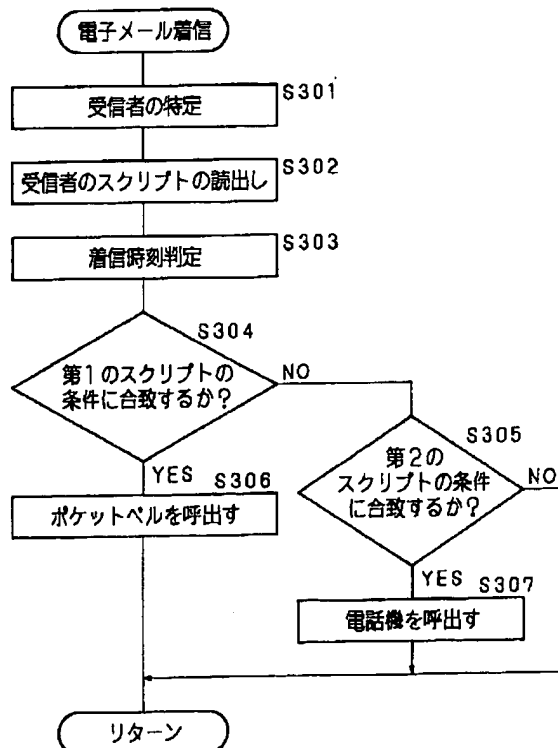 電子メール着信
受信者の特定
S301
受信者のスクリプトの読出し
S302
着信時刻判定
S303
S304
第1のスクリプトの
条件に合致するか?
NO
YES
S305
第2の
スクリプトの条件
に合致するか?
NO
YES
S306
ポケットベルを呼出す
S307
電話機を呼出す
リターン